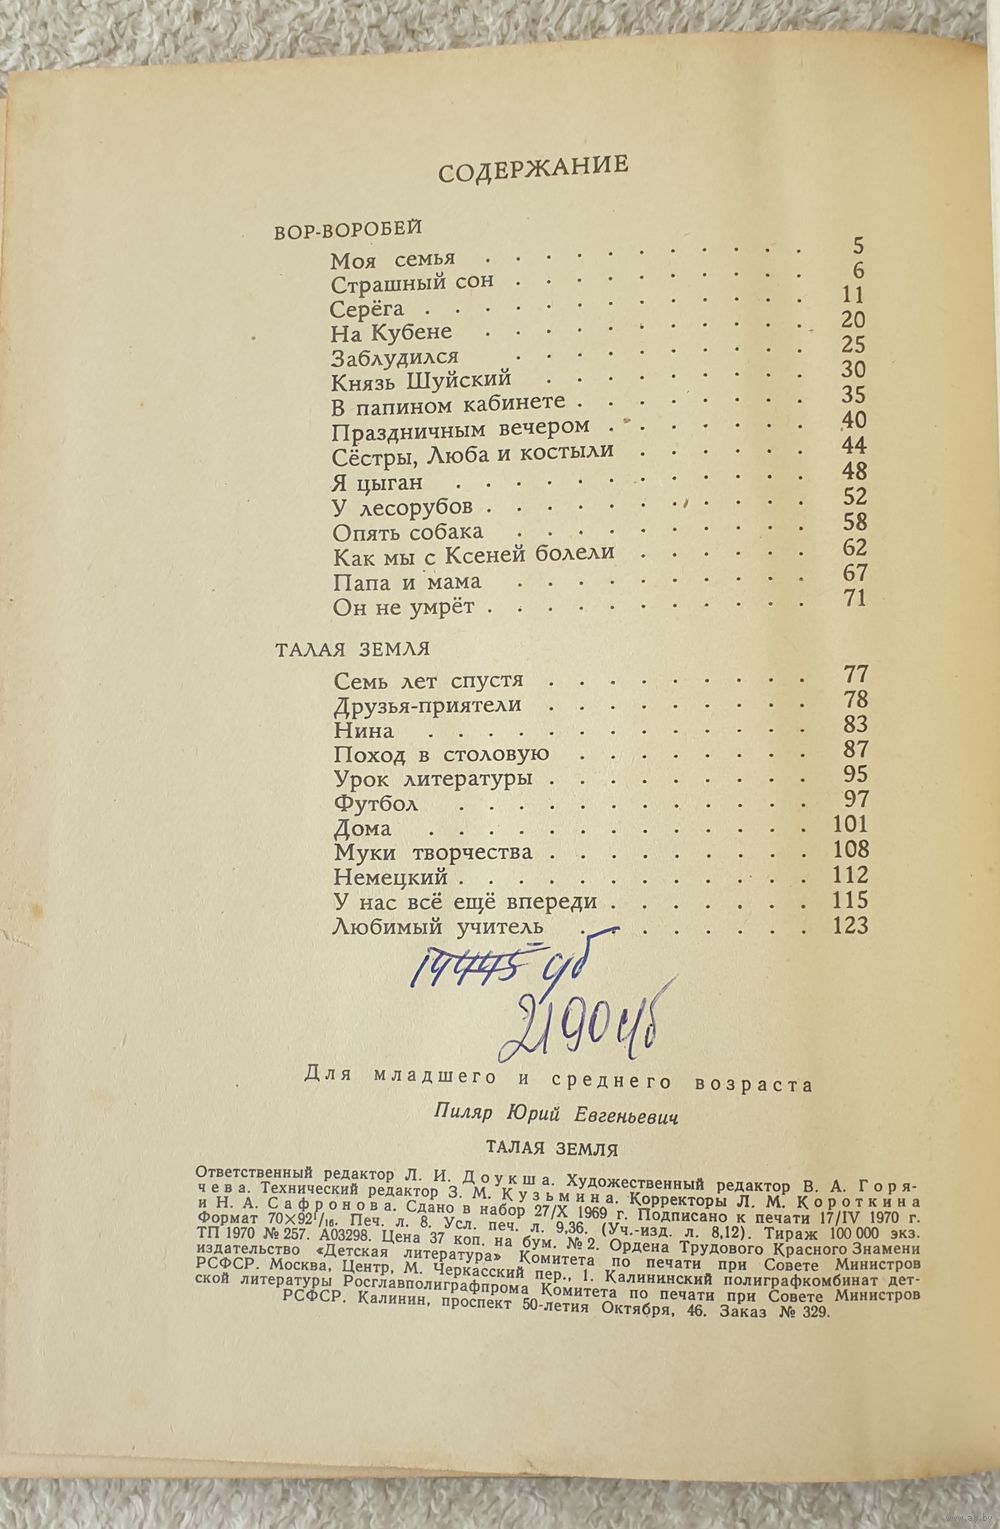 СОДЕРЖАНИЕ
ВОР-ВОРОБЕЙ
Моя семья . . . . . . . . . . . 5
Страшный сон . . . . . . . . . . 6
Серёга . . . . . . . . . . . . . 11
На Кубене . . . . . . . . . . . 20
Заблудился . . . . . . . . . . 25
Князь Шуйский . . . . . . . . . 30
В папином кабинете . . . . . . . . 35
Праздничным вечером . . . . . . . 40
Сёстры, Люба и костыли . . . . . . 44
Я цыган . . . . . . . . . . . . 48
У лесорубов . . . . . . . . . . . 52
Опять собака . . . . . . . . . . 58
Как мы с Ксеней болели . . . . . . 62
Папа и мама . . . . . . . . . . 67
Он не умрёт . . . . . . . . . . . 71
ТАЛАЯ ЗЕМЛЯ
Семь лет спустя . . . . . . . . . 77
Друзья-приятели . . . . . . . . . 78
Нина . . . . . . . . . . . . . 83
Поход в столовую . . . . . . . . 87
Урок литературы . . . . . . . . . 95
Футбол . . . . . . . . . . . . 97
Дома . . . . . . . . . . . . . 101
Муки творчества . . . . . . . . . 108
Немецкий . . . . . . . . . . . . 112
У нас всё ещё впереди . . . . . . . 115
Любимый учитель . . . . . . . . 123
14445 чб
2190 чб
Для младшего и среднего возраста
Пиляр Юрий Евгеньевич
ТАЛАЯ ЗЕМЛЯ
Ответственный редактор Л. И. Доукша. Художественный редактор В. А. Горя-
чева. Технический редактор З. М. Кузьмина. Корректоры Л. М. Короткина
и Н. А. Сафронова. Сдано в набор 27/X 1969 г. Подписано к печати 17/IV 1970 г.
Формат 70×92¹/₁₆. Печ. л. 8. Усл. печ. л. 9,36. (Уч.-изд. л. 8,12). Тираж 100 000 экз.
ТП 1970 № 257. А03298. Цена 37 коп. на бум. № 2. Ордена Трудового Красного Знамени
издательство «Детская литература» Комитета по печати при Совете Министров
РСФСР. Москва, Центр, М. Черкасский пер., 1. Калининский полиграфкомбинат дет-
ской литературы Росглавполиграфпрома Комитета по печати при Совете Министров
РСФСР. Калинин, проспект 50-летия Октября, 46. Заказ № 329.
www.ay.by